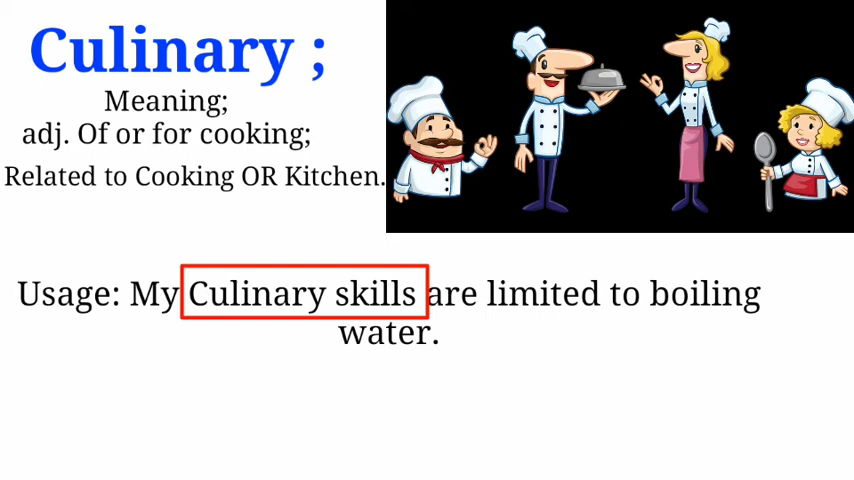 Culinary ;
Meaning;
adj. Of or for cooking;
Related to Cooking OR Kitchen.
Usage: My Culinary skills are limited to boiling
water.